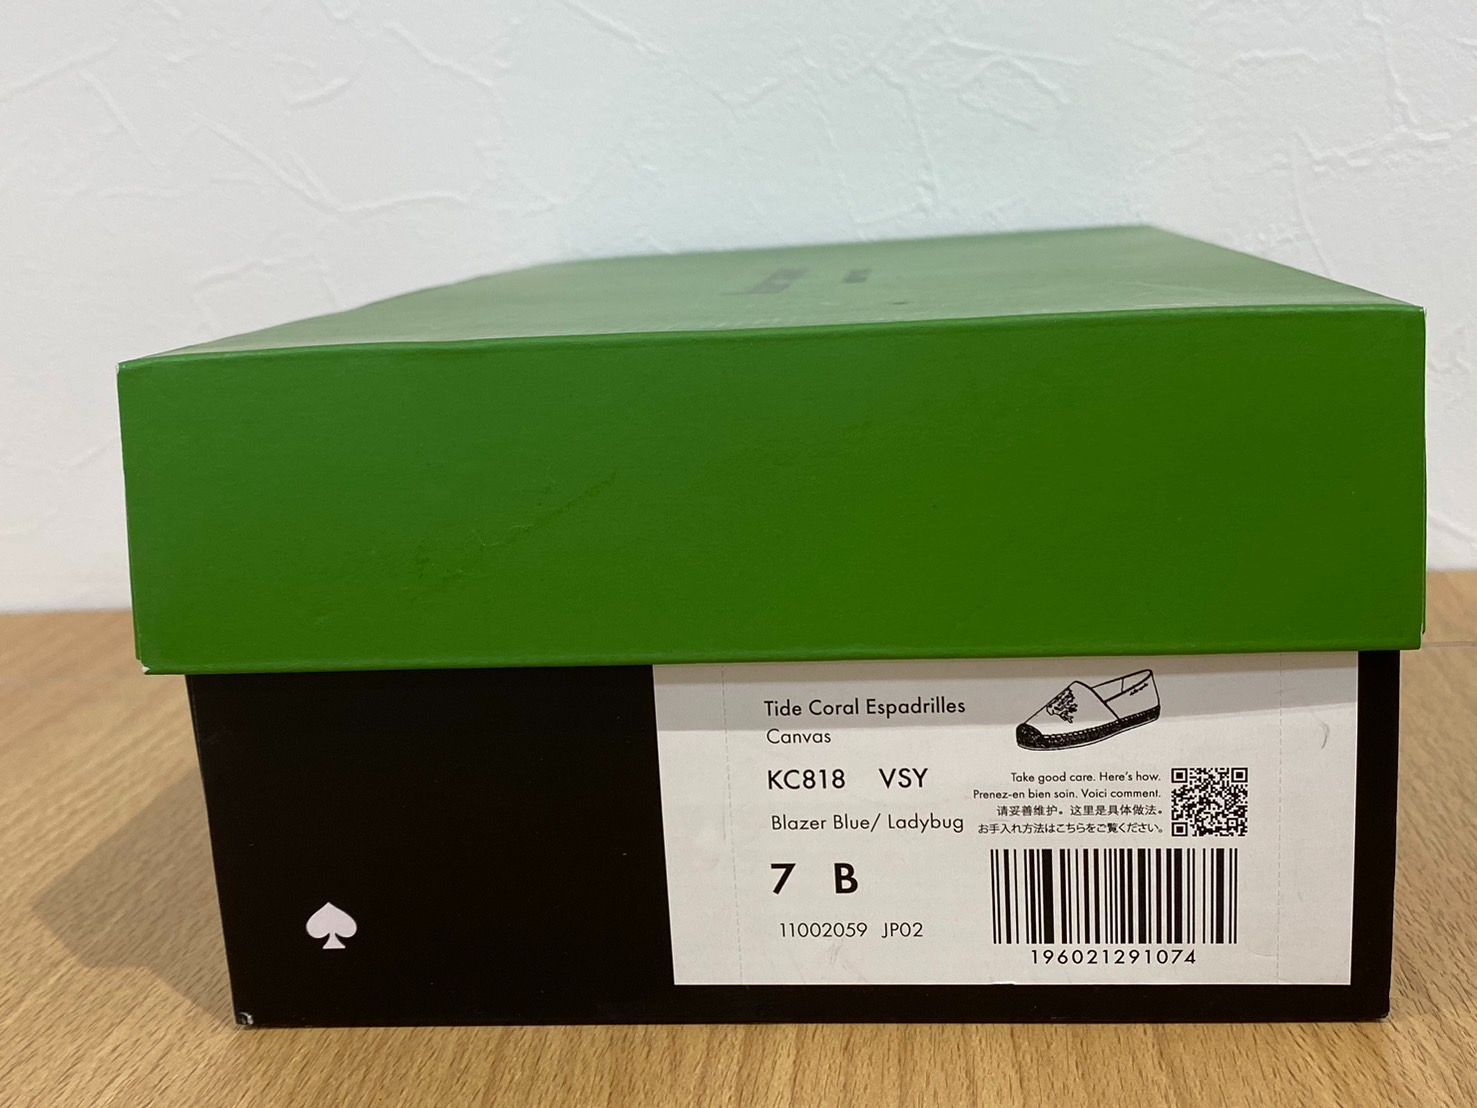 Tide Coral Espadrilles
Canvas
KC818 VSY
Blazer Blue/ Ladybug
7 B
11002059 JP02
Take good care. Here's how.
Prenez-en bien soin. Voici comment.
请妥善维护。这里是具体做法。
お手入れ方法はこちらをご覧ください。
196021291074